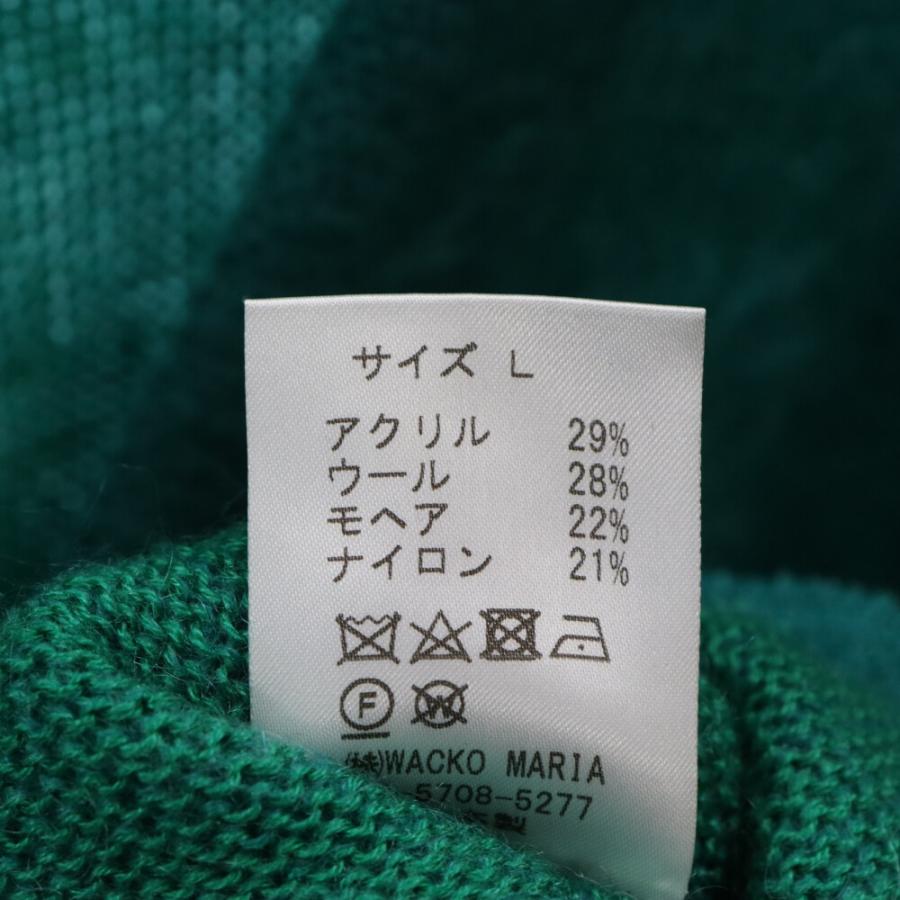 サイズ L
アクリル 29%
ウール 28%
モヘア 22%
ナイロン 21%
F W
㈱WACKO MARIA
-5708-5277
製